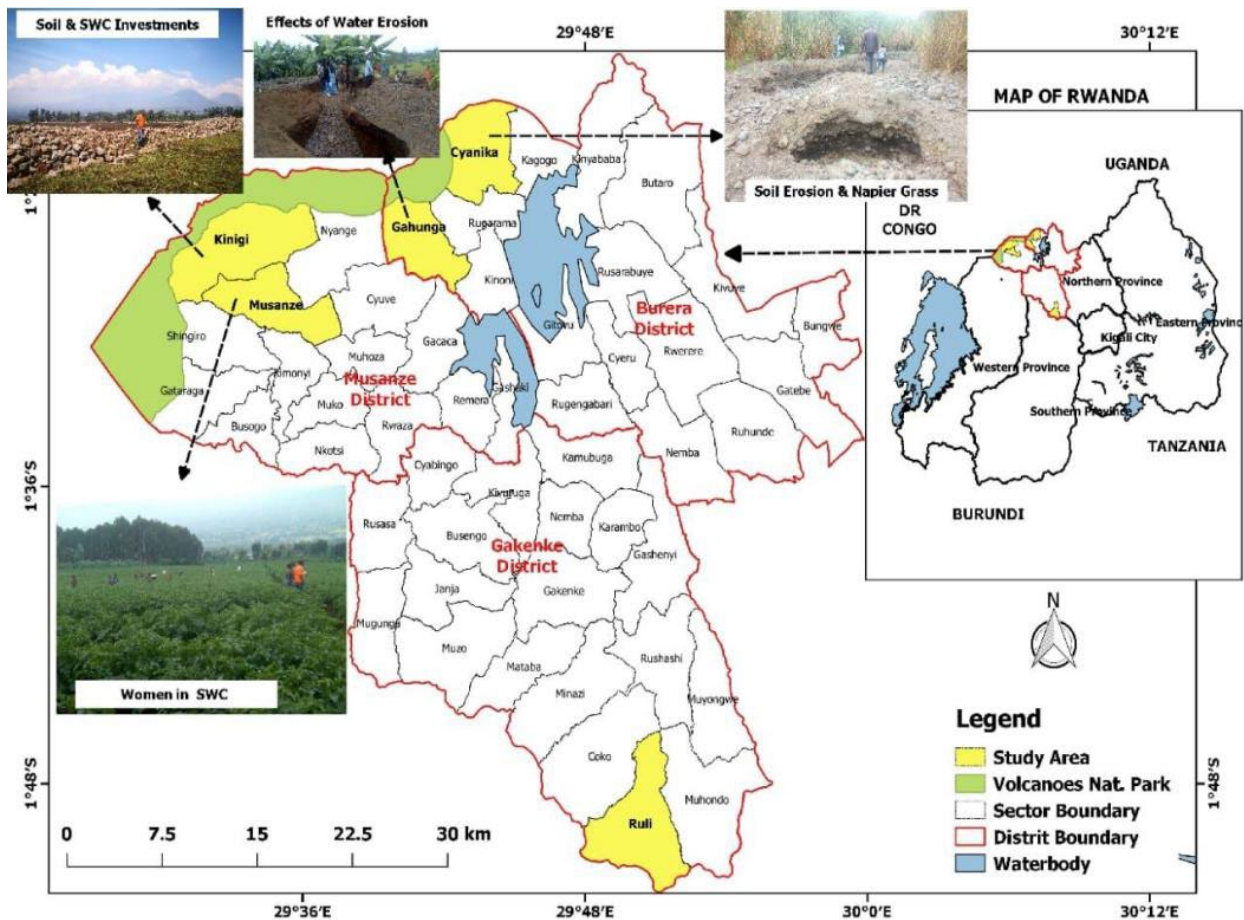 Soil & SWC Investments
Effects of Water Erosion
29°48'E
30°12'E
MAP OF RWANDA
Soil Erosion & Napier Grass
UGANDA
DR
CONGO
Northern Province
Eastern Provinc
Kigali City
Western Province
Southern Province
TANZANIA
BURUNDI
Cyanika
Kagogo
Kinyababa
Butaro
Kinigi
Nyange
Gahunga
Rugarama
Kinoni
Rusarabuye
Kivuye
Musanze
Cyuve
Burera
District
Gitovu
Bungwe
Shingiro
Gacaca
Cyeru
Rwerere
Muhoza
Kimonyi
Musanze
District
Gashaki
Gataraga
Muko
Remera
Rugengabari
Gatebe
Busogo
Rwaza
Ruhunde
Nkotsi
Nemba
Cyabingo
Kamubuga
1°36'S
Kivuruga
Rusasa
Nemba
Karambo
Busengo
Gakenke
District
Gashenyi
Janja
Gakenke
Mugunga
Muzo
Mataba
Rushashi
Minazi
Muyongwe
Women in SWC
N
Coko
Muhondo
Ruli
1°48'S
1°48'S
0
7.5
15
22.5
30 km
Legend
Study Area
Volcanoes Nat. Park
Sector Boundary
Distrit Boundary
Waterbody
29°36'E
29°48'E
30°0'E
30°12'E